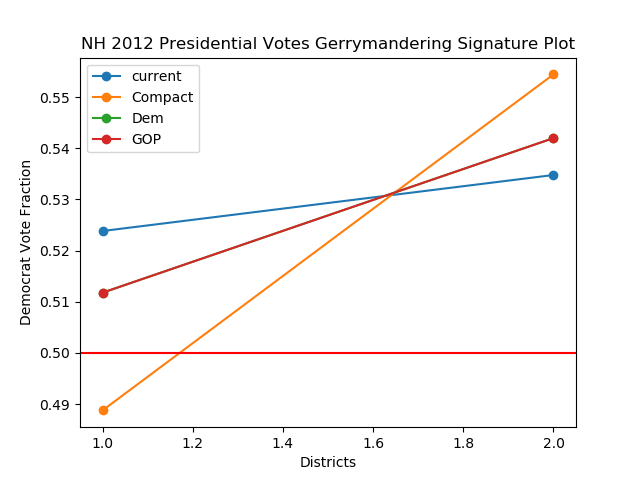 NH 2012 Presidential Votes Gerrymandering Signature Plot
current
Compact
Dem
GOP
0.55
0.54
0.53
0.52
0.51
0.50
0.49
Democrat Vote Fraction
1.0 1.2 1.4 1.6 1.8 2.0
Districts